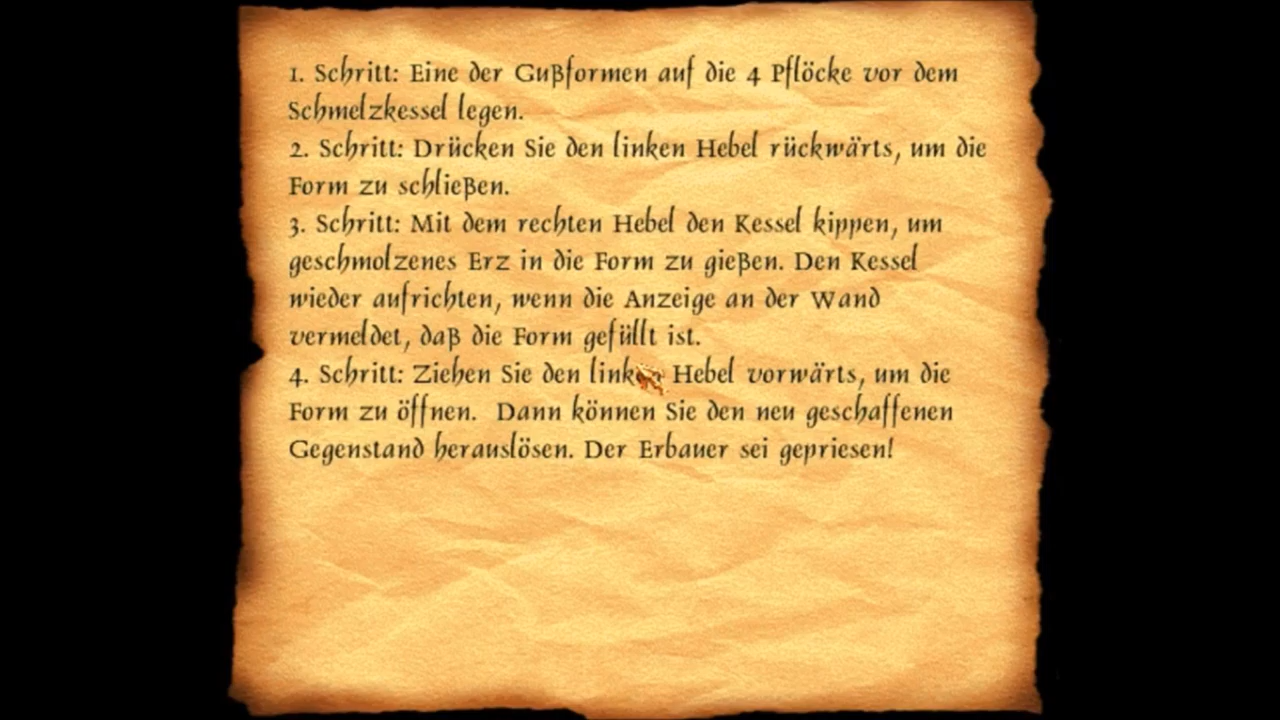 1. Schritt: Eine der Gußformen auf die 4 Pflöcke vor dem
Schmelzkessel legen.
2. Schritt: Drücken Sie den linken Hebel rückwärts, um die
Form zu schließen.
3. Schritt: Mit dem rechten Hebel den Kessel kippen, um
geschmolzenes Erz in die Form zu gießen. Den Kessel
wieder aufrichten, wenn die Anzeige an der Wand
vermeldet, daß die Form gefüllt ist.
4. Schritt: Ziehen Sie den linken Hebel vorwärts, um die
Form zu öffnen. Dann können Sie den neu geschaffenen
Gegenstand herauslösen. Der Erbauer sei gepriesen!